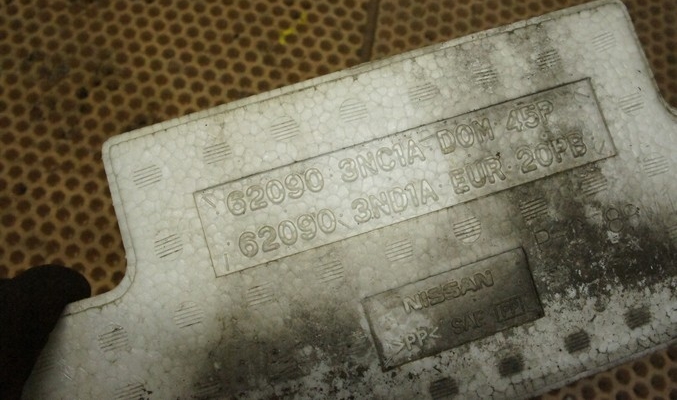 62090 3NC1A DOM 45P
62090 3ND1A EUR 20PB
NISSAN
>PP<